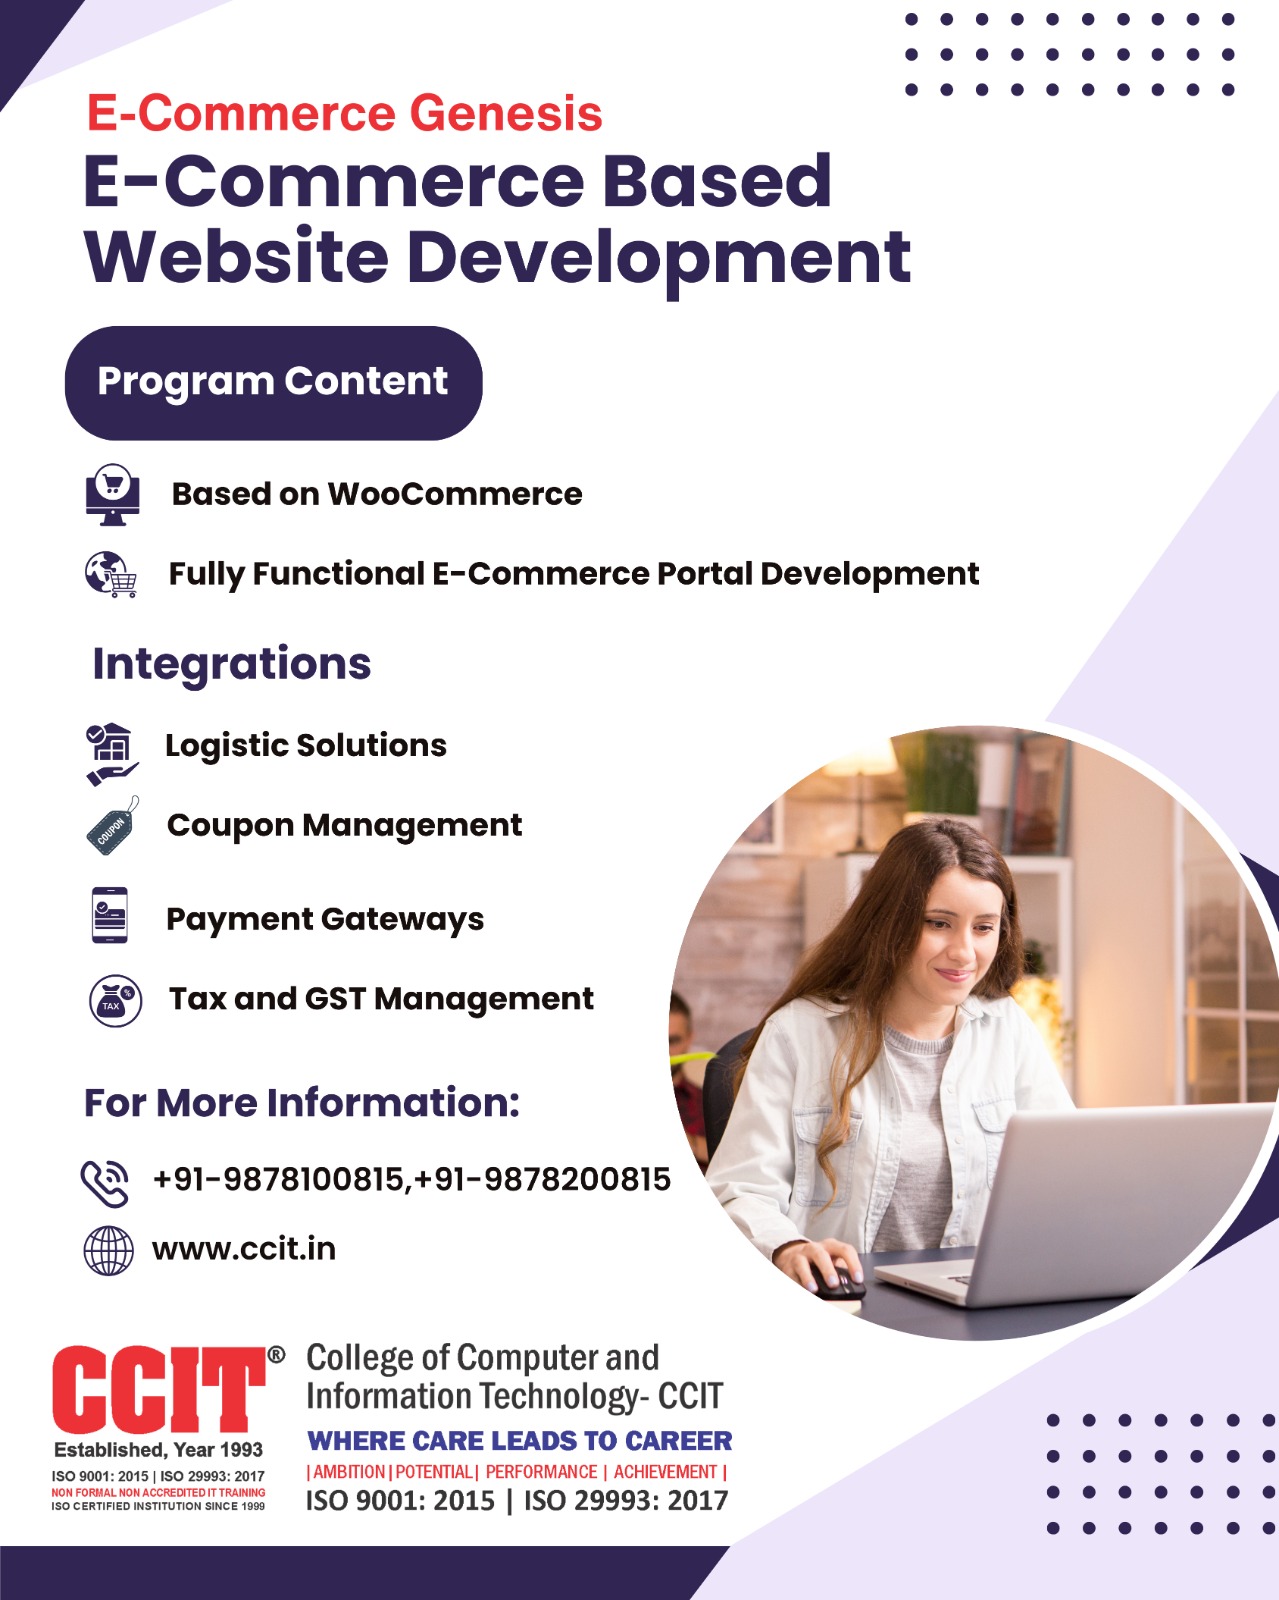 E-Commerce Genesis
E-Commerce Based
Website Development
Program Content
Based on WooCommerce
Fully Functional E-Commerce Portal Development
Integrations
Logistic Solutions
COUPON
Coupon Management
Payment Gateways
TAX %
Tax and GST Management
For More Information:
+91-9878100815,+91-9878200815
www.ccit.in
CCIT®
Established, Year 1993
ISO 9001: 2015 | ISO 29993: 2017
NON FORMAL NON ACCREDITED IT TRAINING
ISO CERTIFIED INSTITUTION SINCE 1999
College of Computer and
Information Technology- CCIT
WHERE CARE LEADS TO CAREER
| AMBITION | POTENTIAL | PERFORMANCE | ACHIEVEMENT |
ISO 9001: 2015 | ISO 29993: 2017